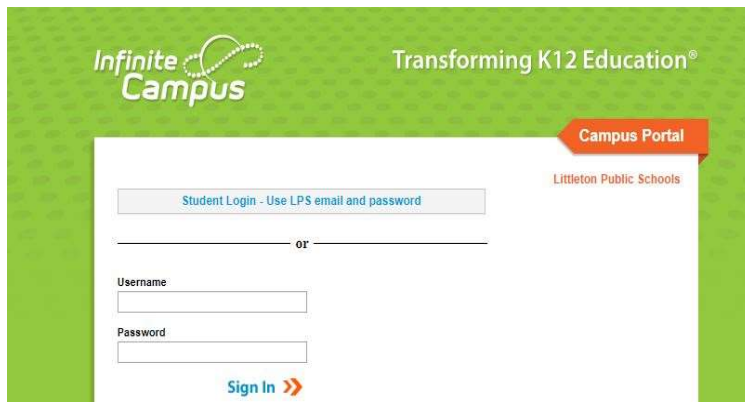 Infinite
Campus
Transforming K12 Education®
Campus Portal
Littleton Public Schools
Student Login - Use LPS email and password
or
Username
Password
Sign In